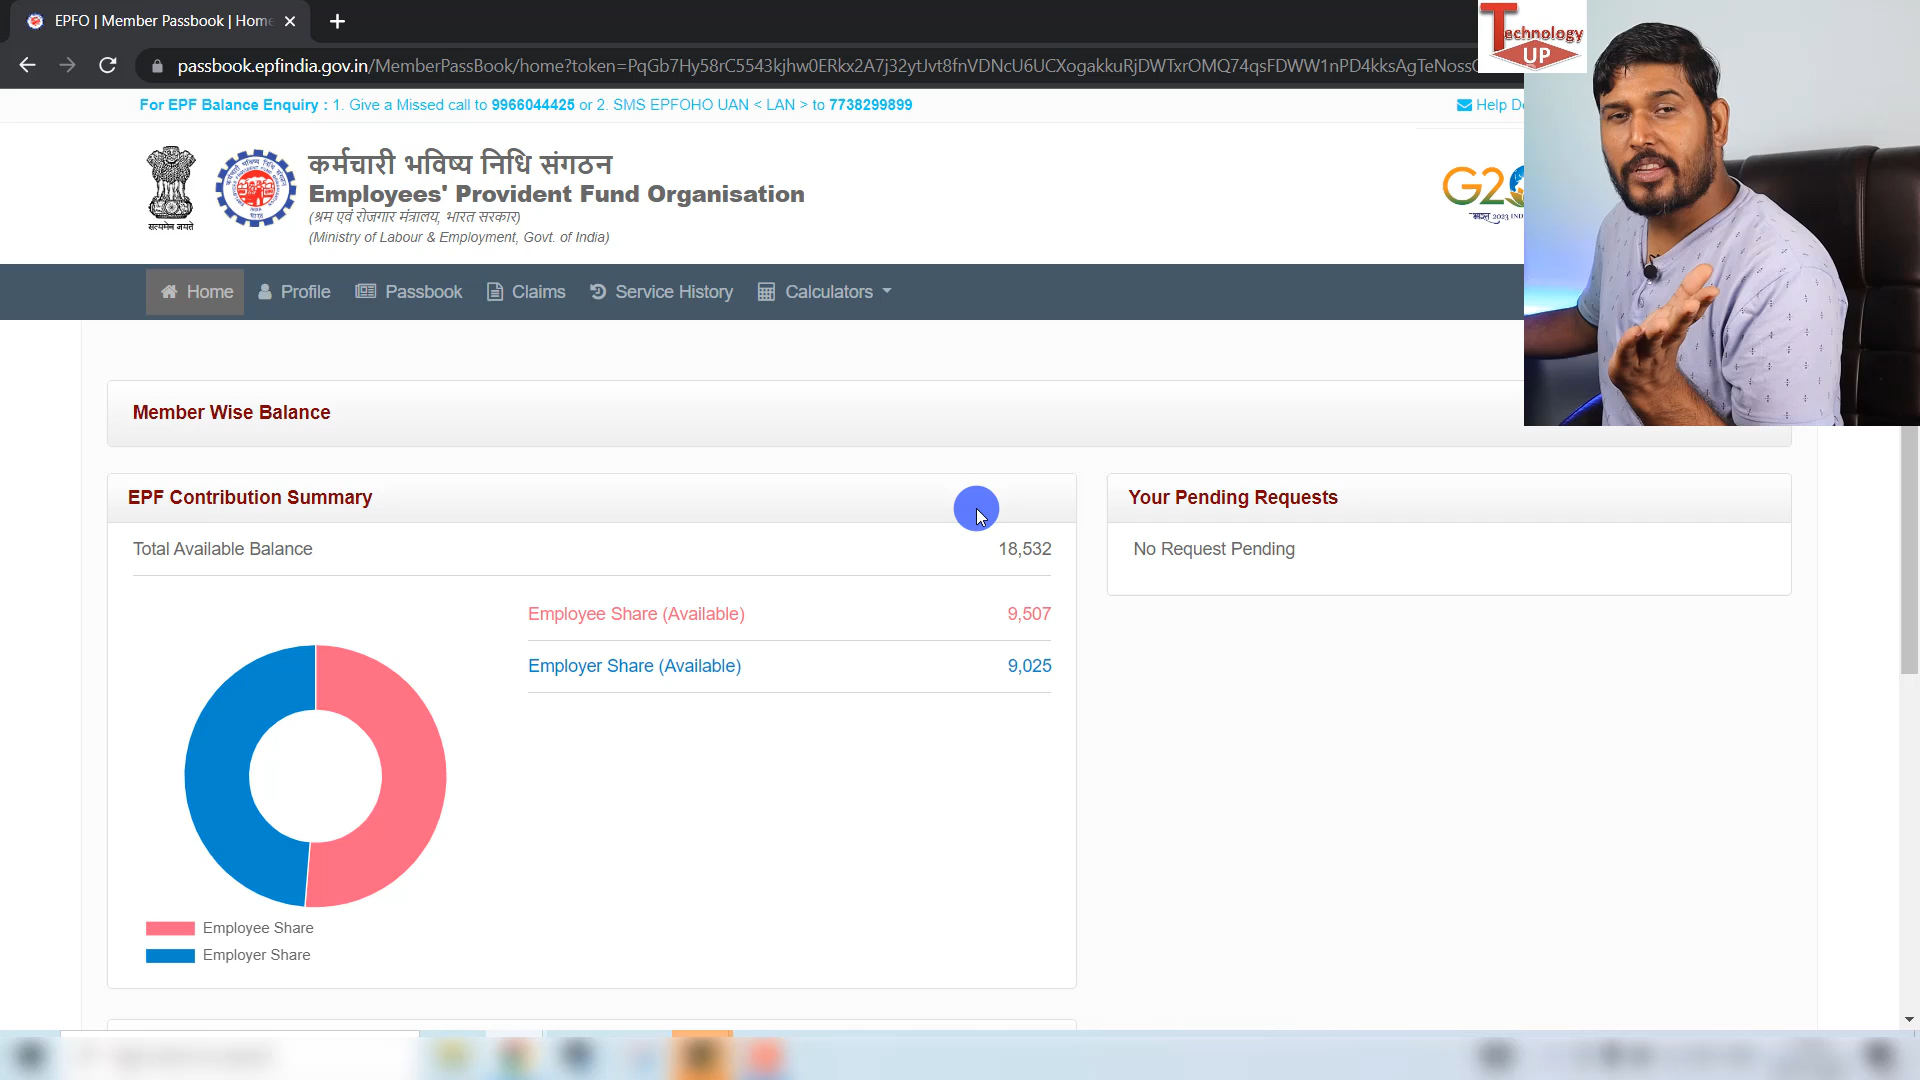 EPFO | Member Passbook | Home
passbook.epfindia.gov.in/MemberPassBook/home?token=PqGb7Hy58rC5543kjhw0ERkx2A7j32ytJvt8fnVDNcU6UCXogakkuRjDWTxrOMQ74qsFDWW1nPD4kksAgTeNoss
Technology
UP
For EPF Balance Enquiry : 1. Give a Missed call to 9966044425 or 2. SMS EPFOHO UAN < LAN > to 7738299899
Help De
सत्यमेव जयते
कर्मचारी भविष्य निधि संगठन
Employees' Provident Fund Organisation
(श्रम एवं रोजगार मंत्रालय, भारत सरकार)
(Ministry of Labour & Employment, Govt. of India)
G20
Home Profile Passbook Claims Service History Calculators
Member Wise Balance
EPF Contribution Summary
Total Available Balance 18,532
Employee Share (Available) 9,507
Employer Share (Available) 9,025
Employee Share
Employer Share
Your Pending Requests
No Request Pending